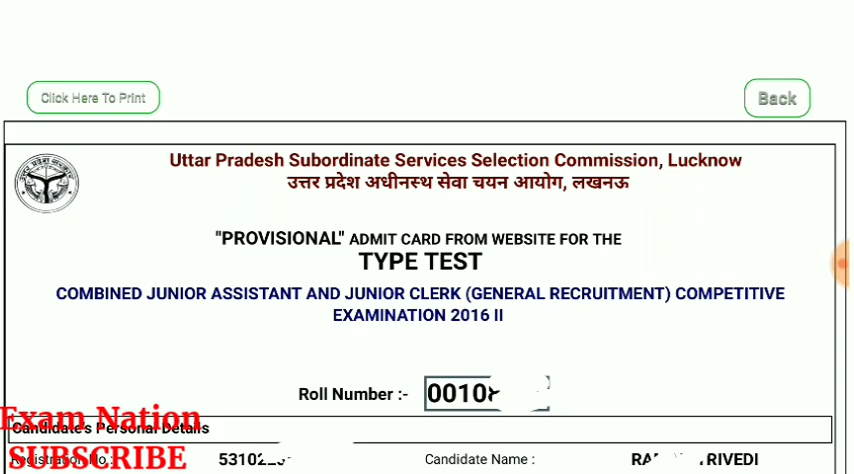 Click Here To Print
Back
Uttar Pradesh Subordinate Services Selection Commission, Lucknow
उत्तर प्रदेश अधीनस्थ सेवा चयन आयोग, लखनऊ
"PROVISIONAL" ADMIT CARD FROM WEBSITE FOR THE
TYPE TEST
COMBINED JUNIOR ASSISTANT AND JUNIOR CLERK (GENERAL RECRUITMENT) COMPETITIVE
EXAMINATION 2016 II
Roll Number :-
Exam Nation
Candidate's Personal Details
SUBSCRIBE
Registration No.:
Candidate Name :